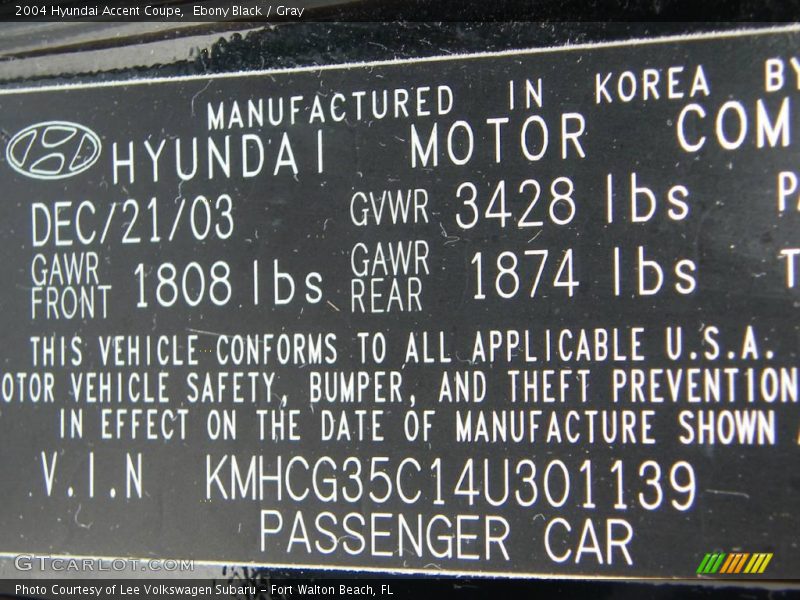 2004 Hyundai Accent Coupe, Ebony Black / Gray
MANUFACTURED IN KOREA BY
HYUNDAI MOTOR COM
DEC/21/03 GVWR 3428 lbs PA
GAWR FRONT 1808 lbs GAWR REAR 1874 lbs T
THIS VEHICLE CONFORMS TO ALL APPLICABLE U.S.A.
OTOR VEHICLE SAFETY, BUMPER, AND THEFT PREVENTION
IN EFFECT ON THE DATE OF MANUFACTURE SHOWN
V.I.N KMHCG35C14U301139
PASSENGER CAR
GTCarLot.com
Photo Courtesy of Lee Volkswagen Subaru - Fort Walton Beach, FL